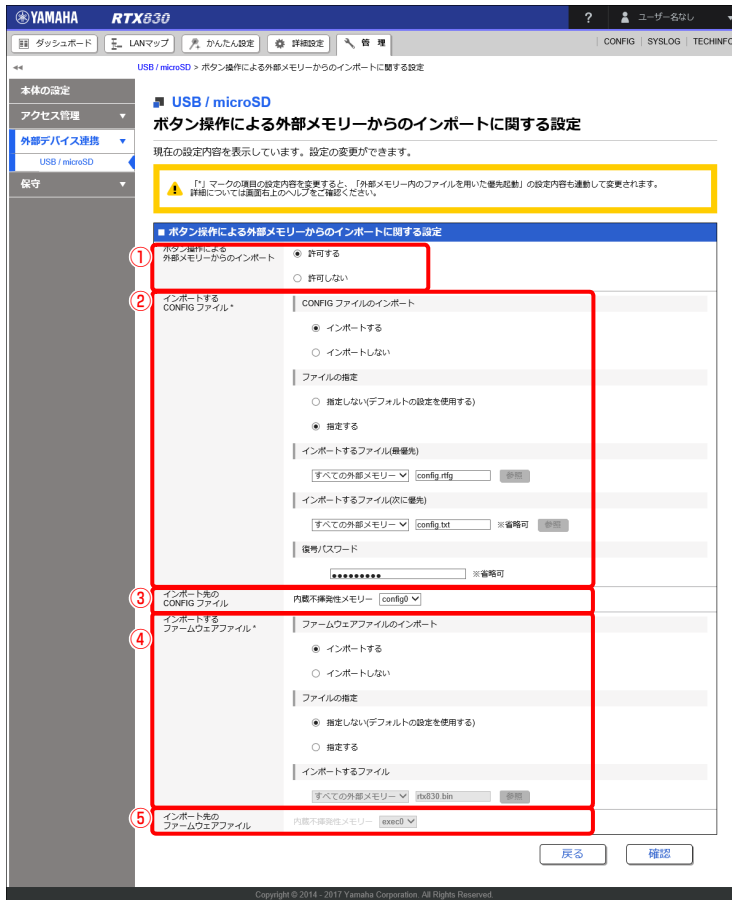 YAMAHA RTX830 ? ユーザー名なし
ダッシュボード LANマップ かんたん設定 詳細設定 管理 CONFIG SYSLOG TECHINFO
USB / microSD > ボタン操作による外部メモリーからのインポートに関する設定
本体の設定
アクセス管理
外部デバイス連携
USB / microSD
保守
USB / microSD
ボタン操作による外部メモリーからのインポートに関する設定
現在の設定内容を表示しています。設定の変更ができます。
「*」マークの項目の設定内容を変更すると、「外部メモリー内のファイルを用いた優先起動」の設定内容も連動して変更されます。
詳細については画面右上のヘルプをご確認ください。
■ ボタン操作による外部メモリーからのインポートに関する設定
①
ボタン操作による
外部メモリーからのインポート
許可する
許可しない
②
インポートする
CONFIG ファイル *
CONFIG ファイルのインポート
インポートする
インポートしない
ファイルの指定
指定しない(デフォルトの設定を使用する)
指定する
インポートするファイル(最優先)
すべての外部メモリー config.rtfg 参照
インポートするファイル(次に優先)
すべての外部メモリー config.txt ※省略可 参照
復号パスワード
●●●●●●●●● ※省略可
③
インポート先の
CONFIG ファイル
内蔵不揮発性メモリー config0
④
インポートする
ファームウェアファイル *
ファームウェアファイルのインポート
インポートする
インポートしない
ファイルの指定
指定しない(デフォルトの設定を使用する)
指定する
インポートするファイル
すべての外部メモリー rtx830.bin 参照
⑤
インポート先の
ファームウェアファイル
内蔵不揮発性メモリー exec0
戻る 確認
Copyright © 2014 - 2017 Yamaha Corporation. All Rights Reserved.